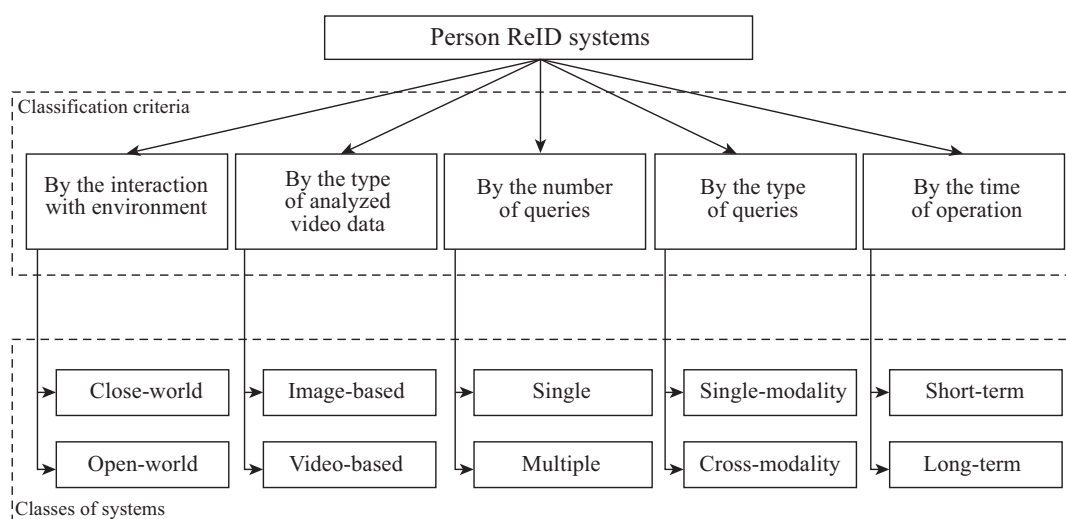 Person ReID systems
Classification criteria
By the interaction
with environment
By the type
of analyzed
video data
By the number
of queries
By the type
of queries
By the time
of operation
Close-world
Image-based
Single
Single-modality
Short-term
Open-world
Video-based
Multiple
Cross-modality
Long-term
Classes of systems